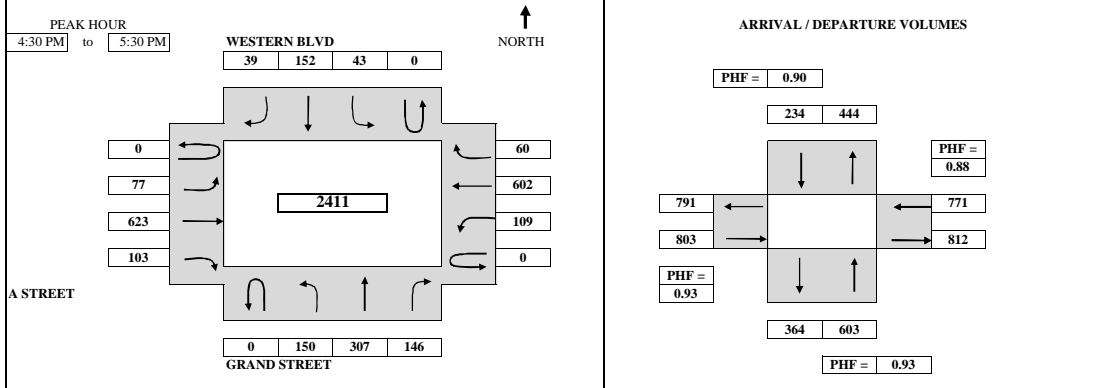 PEAK HOUR
4:30 PM to 5:30 PM
WESTERN BLVD
NORTH
39 152 43 0
0
77
623
103
2411
60
602
109
0
A STREET
0 150 307 146
GRAND STREET
ARRIVAL / DEPARTURE VOLUMES
PHF = 0.90
234 444
PHF =
0.88
791
803
771
812
PHF =
0.93
364 603
PHF = 0.93